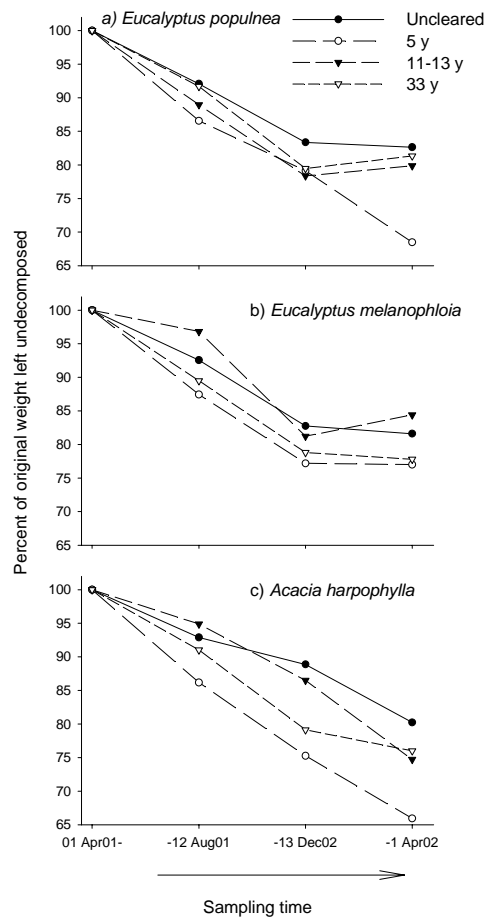 a) Eucalyptus populnea
Uncleared
5 y
11-13 y
33 y
100
95
90
85
80
75
70
65
b) Eucalyptus melanophloia
100
95
90
85
80
75
70
65
c) Acacia harpophylla
100
95
90
85
80
75
70
65
Percent of original weight left undecomposed
01 Apr01- -12 Aug01 -13 Dec02 -1 Apr02
Sampling time